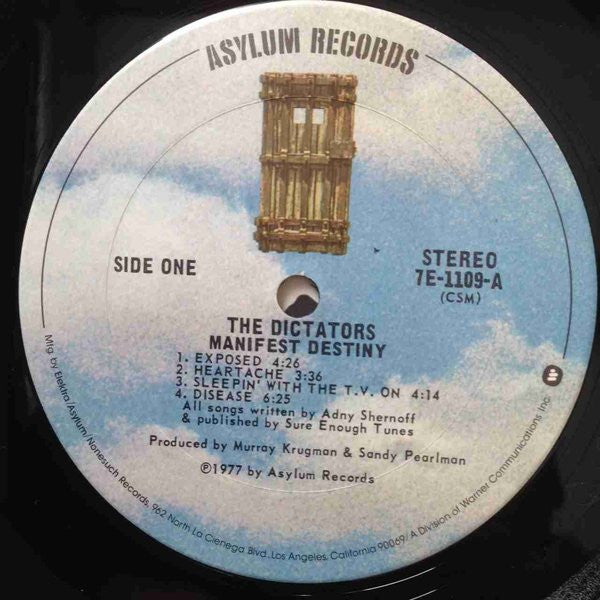 ASYLUM RECORDS
SIDE ONE
STEREO
7E-1109-A
(CSM)
THE DICTATORS
MANIFEST DESTINY
1. EXPOSED 4:26
2. HEARTACHE 3:36
3. SLEEPIN' WITH THE T.V. ON 4:14
4. DISEASE 6:25
All songs written by Adny Shernoff
& published by Sure Enough Tunes
Produced by Murray Krugman & Sandy Pearlman
℗1977 by Asylum Records
Mfg. by Elektra/Asylum Nonesuch Records, 962 North La Cienega Blvd., Los Angeles, California 90069/A Division of Warner Communications Inc.